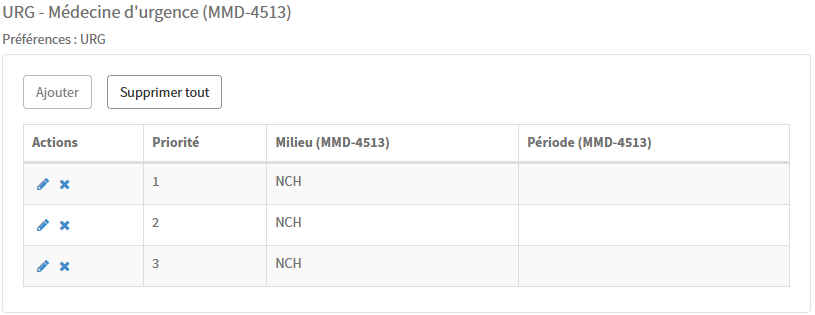 URG - Médecine d'urgence (MMD-4513)
Préférences : URG
Ajouter Supprimer tout
Actions Priorité Milieu (MMD-4513) Période (MMD-4513)
1 NCH
2 NCH
3 NCH